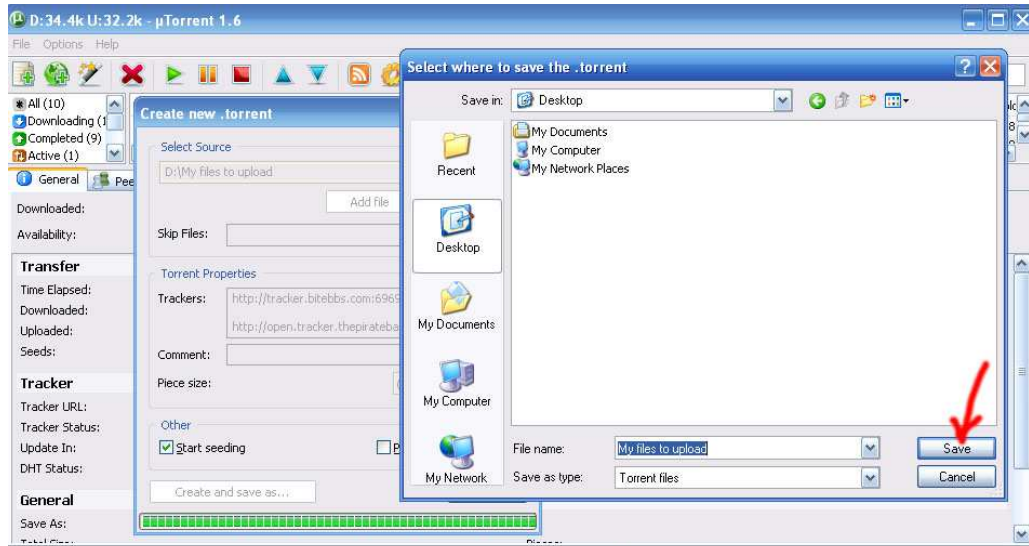 D:34.4k U:32.2k - µTorrent 1.6
File Options Help
All (10)
Downloading (1
Completed (9)
Active (1)
General
Downloaded:
Availability:
Transfer
Time Elapsed:
Downloaded:
Uploaded:
Seeds:
Tracker
Tracker URL:
Tracker Status:
Update In:
DHT Status:
General
Save As:
Create new .torrent
Select Source
D:\My files to upload
Add file
Skip Files:
Torrent Properties
Trackers:
http://tracker.bitebbs.com:6969
http://open.tracker.thepirateba
Comment:
Piece size:
Other
Start seeding
Create and save as...
Select where to save the .torrent
Save in:
Desktop
My Documents
My Computer
My Network Places
Recent
Desktop
My Documents
My Computer
My Network
File name:
My files to upload
Save
Save as type:
Torrent files
Cancel